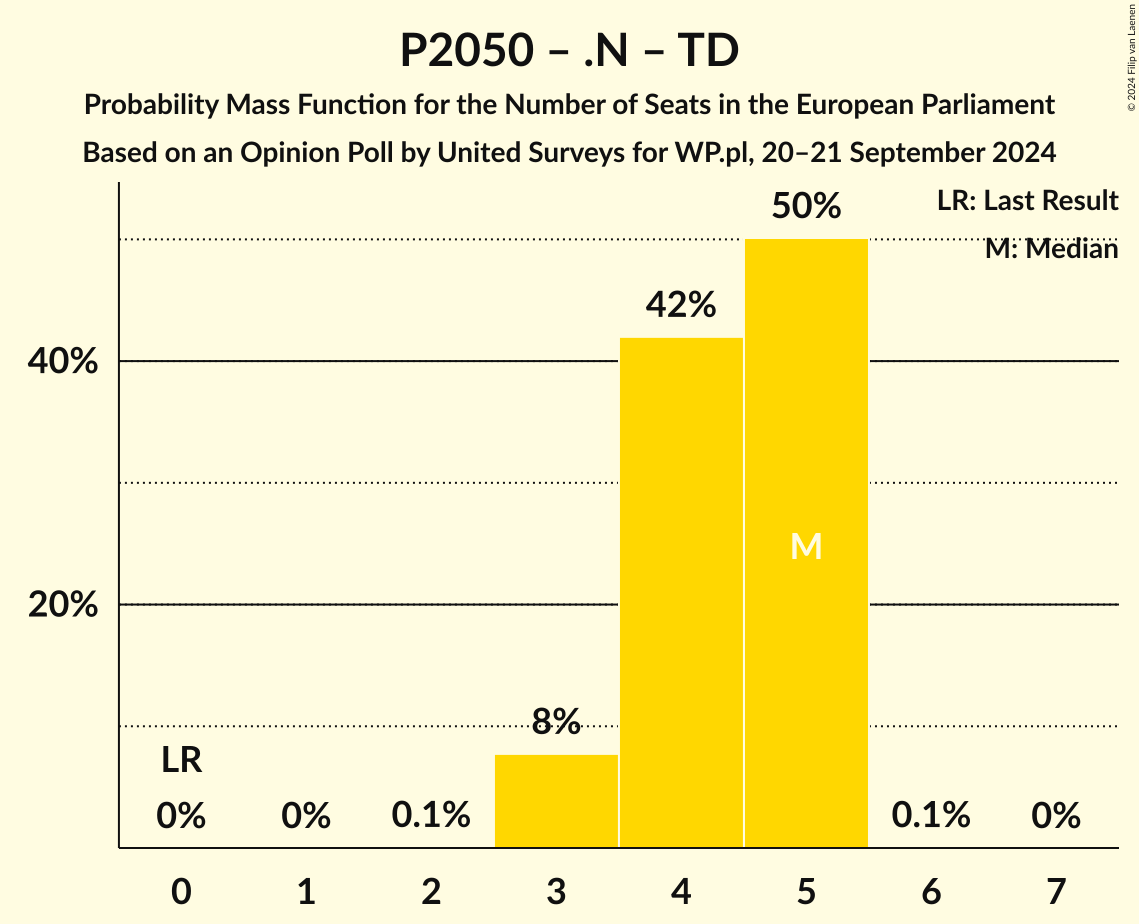 P2050 – .N – TD
Probability Mass Function for the Number of Seats in the European Parliament
Based on an Opinion Poll by United Surveys for WP.pl, 20–21 September 2024
© 2024 Filip van Laenen
LR: Last Result
M: Median
50%
42%
40%
M
20%
8%
LR
0% 0% 0.1% 0.1% 0%
0 1 2 3 4 5 6 7